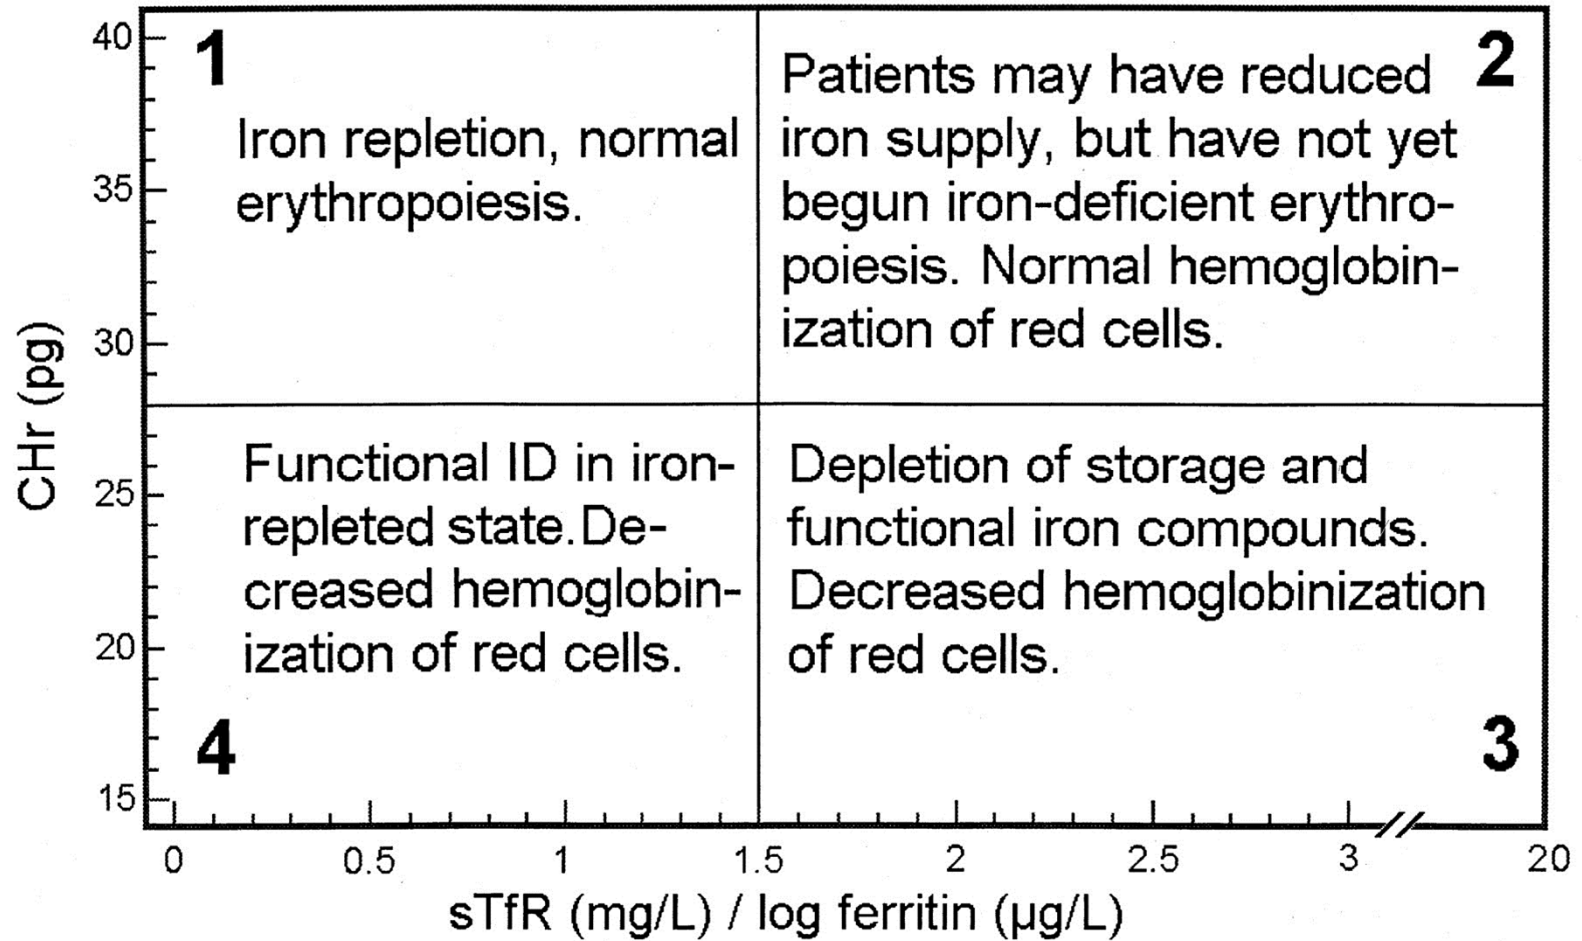 1
Iron repletion, normal
erythropoiesis.
2
Patients may have reduced
iron supply, but have not yet
begun iron-deficient erythro-
poiesis. Normal hemoglobin-
ization of red cells.
Functional ID in iron-
repleted state.De-
creased hemoglobin-
ization of red cells.
4
Depletion of storage and
functional iron compounds.
Decreased hemoglobinization
of red cells.
3
CHr (pg)
40
35
30
25
20
15
0 0.5 1 1.5 2 2.5 3 20
sTfR (mg/L) / log ferritin (µg/L)